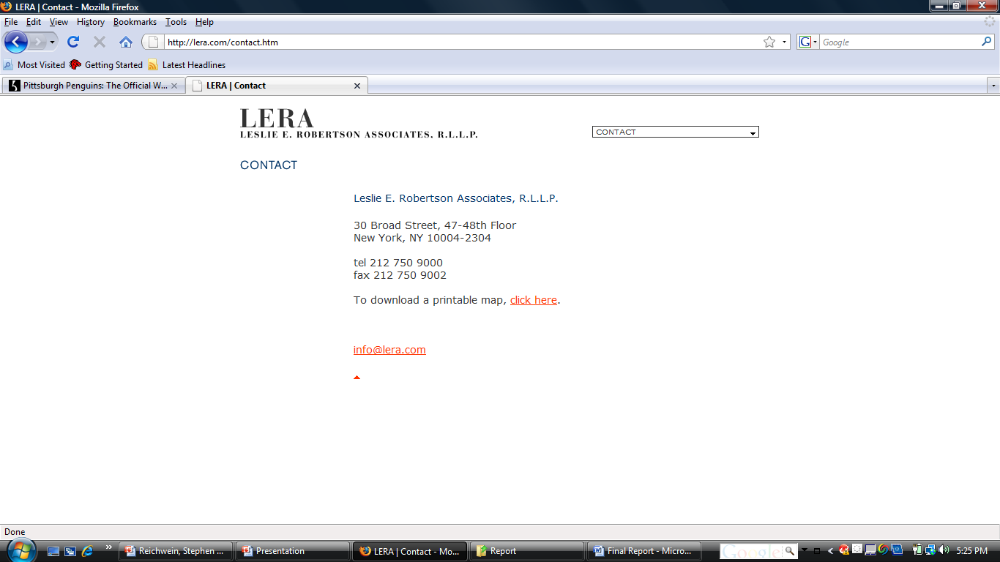 LERA | Contact - Mozilla Firefox
File Edit View History Bookmarks Tools Help
http://lera.com/contact.htm
G Google
Most Visited Getting Started Latest Headlines
Pittsburgh Penguins: The Official W... LERA | Contact
LERA
LESLIE E. ROBERTSON ASSOCIATES, R.L.L.P.
CONTACT
CONTACT
Leslie E. Robertson Associates, R.L.L.P.
30 Broad Street, 47-48th Floor
New York, NY 10004-2304
tel 212 750 9000
fax 212 750 9002
To download a printable map, click here.
info@lera.com
Done
» Reichwein, Stephen ... Presentation LERA | Contact - Mo... Report Final Report - Micro... Google < 5:25 PM